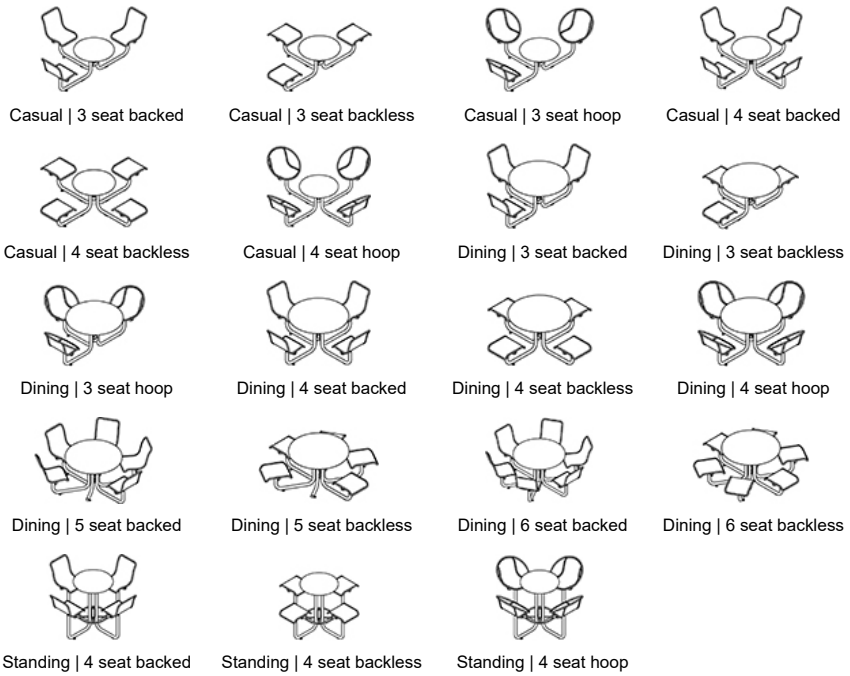 Casual | 3 seat backed
Casual | 3 seat backless
Casual | 3 seat hoop
Casual | 4 seat backed
Casual | 4 seat backless
Casual | 4 seat hoop
Dining | 3 seat backed
Dining | 3 seat backless
Dining | 3 seat hoop
Dining | 4 seat backed
Dining | 4 seat backless
Dining | 4 seat hoop
Dining | 5 seat backed
Dining | 5 seat backless
Dining | 6 seat backed
Dining | 6 seat backless
Standing | 4 seat backed
Standing | 4 seat backless
Standing | 4 seat hoop